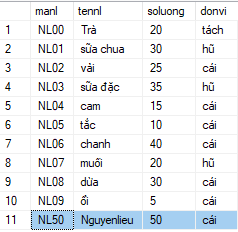 manl tennl soluong donvi
1 NL00 Trà 20 tách
2 NL01 sữa chua 30 hũ
3 NL02 vải 25 cái
4 NL03 sữa đặc 35 hũ
5 NL04 cam 15 cái
6 NL05 tắc 10 cái
7 NL06 chanh 40 cái
8 NL07 muối 20 hũ
9 NL08 dừa 30 cái
10 NL09 ổi 5 cái
11 NL50 Nguyenlieu 50 cái